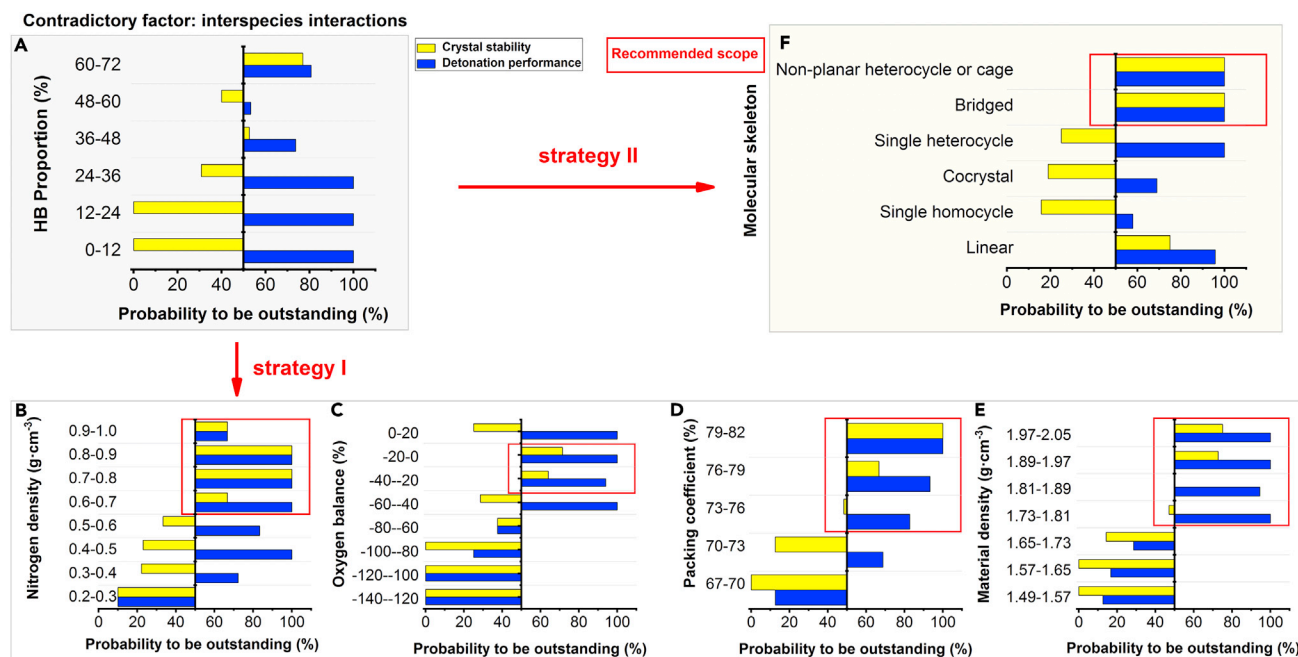 Contradictory factor: interspecies interactions
A
HB Proportion (%)
60-72
48-60
36-48
24-36
12-24
0-12
0 20 40 60 80 100
Probability to be outstanding (%)
Crystal stability
Detonation performance
Recommended scope
strategy II
strategy I
F
Molecular skeleton
Non-planar heterocycle or cage
Bridged
Single heterocycle
Cocrystal
Single homocycle
Linear
0 20 40 60 80 100
Probability to be outstanding (%)
B
Nitrogen density (g·cm⁻³)
0.9-1.0
0.8-0.9
0.7-0.8
0.6-0.7
0.5-0.6
0.4-0.5
0.3-0.4
0.2-0.3
0 20 40 60 80 100
Probability to be outstanding (%)
C
Oxygen balance (%)
0-20
-20-0
-40--20
-60--40
-80--60
-100--80
-120--100
-140--120
0 20 40 60 80 100
Probability to be outstanding (%)
D
Packing coefficient (%)
79-82
76-79
73-76
70-73
67-70
0 20 40 60 80 100
Probability to be outstanding (%)
E
Material density (g·cm⁻³)
1.97-2.05
1.89-1.97
1.81-1.89
1.73-1.81
1.65-1.73
1.57-1.65
1.49-1.57
0 20 40 60 80 100
Probability to be outstanding (%)